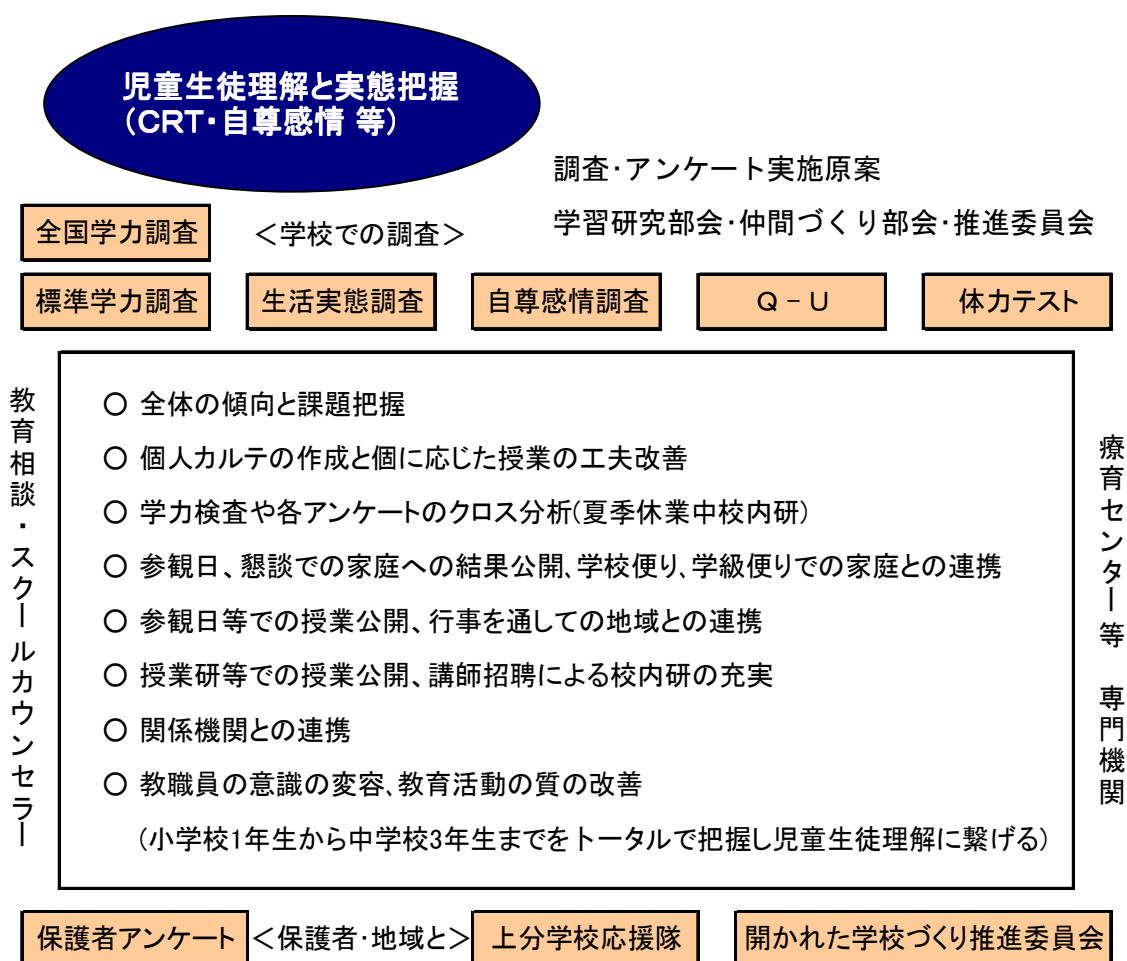 児童生徒理解と実態把握
(CRT・自尊感情 等)
調査・アンケート実施原案
学習研究部会・仲間づくり部会・推進委員会
全国学力調査
＜学校での調査＞
標準学力調査
生活実態調査
自尊感情調査
Q－U
体力テスト
教育相談・スクールカウンセラー
○ 全体の傾向と課題把握
○ 個人カルテの作成と個に応じた授業の工夫改善
○ 学力検査や各アンケートのクロス分析(夏季休業中校内研)
○ 参観日、懇談での家庭への結果公開、学校便り、学級便りでの家庭との連携
○ 参観日等での授業公開、行事を通しての地域との連携
○ 授業研等での授業公開、講師招聘による校内研の充実
○ 関係機関との連携
○ 教職員の意識の変容、教育活動の質の改善
(小学校1年生から中学校3年生までをトータルで把握し児童生徒理解に繋げる)
療育センター等 専門機関
保護者アンケート
＜保護者・地域と＞
上分学校応援隊
開かれた学校づくり推進委員会